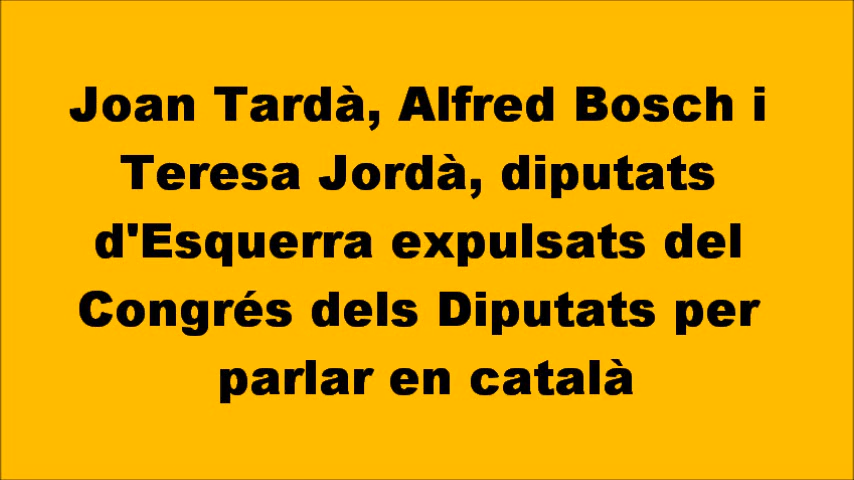 Joan Tardà, Alfred Bosch i
Teresa Jordà, diputats
d'Esquerra expulsats del
Congrés dels Diputats per
parlar en català